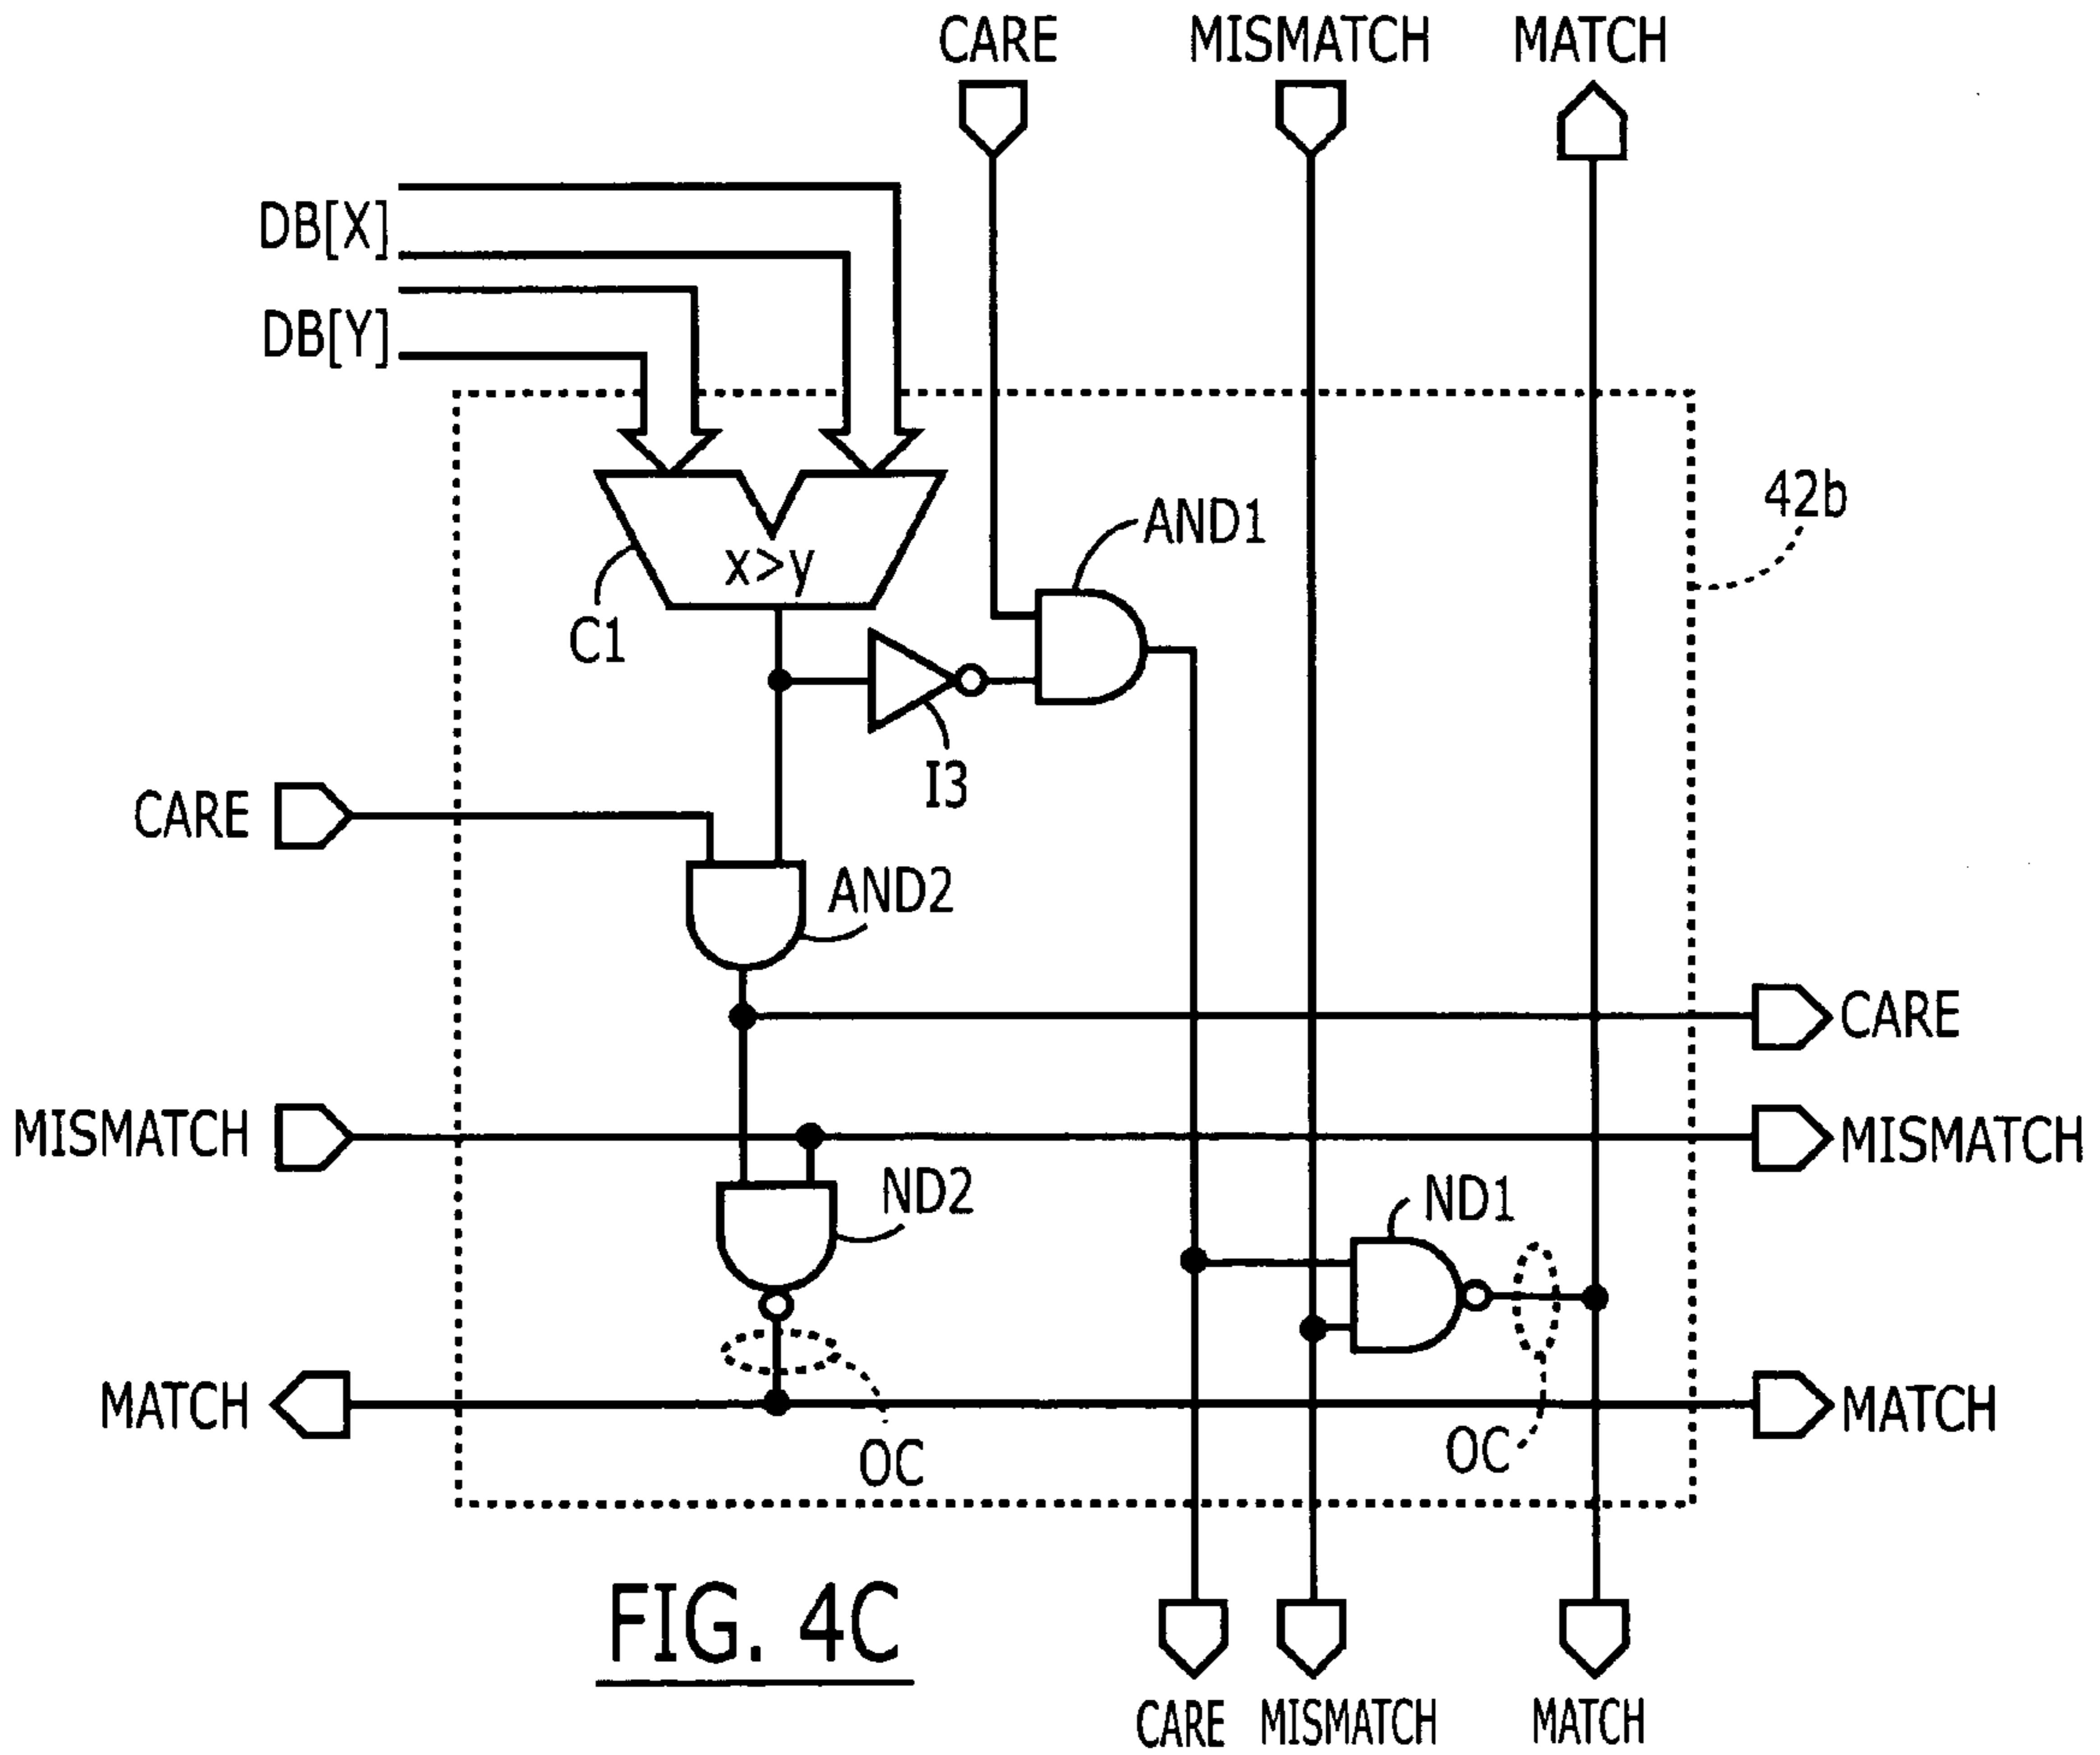 CARE MISMATCH MATCH
DB[X]
DB[Y]
42b
AND1
x>y
C1
I3
CARE
AND2
CARE
MISMATCH
MISMATCH
ND2
ND1
MATCH
MATCH
OC
OC
FIG. 4C
CARE MISMATCH MATCH